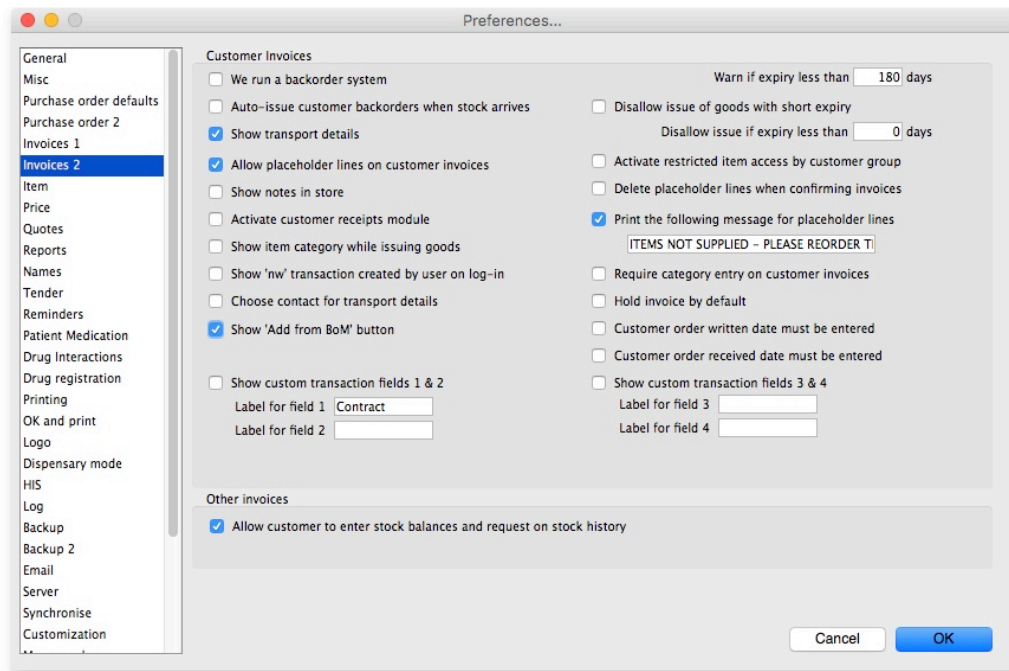 Preferences...
General
Misc
Purchase order defaults
Purchase order 2
Invoices 1
Invoices 2
Item
Price
Quotes
Reports
Names
Tender
Reminders
Patient Medication
Drug Interactions
Drug registration
Printing
OK and print
Logo
Dispensary mode
HIS
Log
Backup
Backup 2
Email
Server
Synchronise
Customization
Customer Invoices
We run a backorder system
Auto-issue customer backorders when stock arrives
Show transport details
Allow placeholder lines on customer invoices
Show notes in store
Activate customer receipts module
Show item category while issuing goods
Show 'nw' transaction created by user on log-in
Choose contact for transport details
Show 'Add from BoM' button
Show custom transaction fields 1 & 2
Label for field 1 Contract
Label for field 2
Warn if expiry less than 180 days
Disallow issue of goods with short expiry
Disallow issue if expiry less than 0 days
Activate restricted item access by customer group
Delete placeholder lines when confirming invoices
Print the following message for placeholder lines
ITEMS NOT SUPPLIED – PLEASE REORDER
Require category entry on customer invoices
Hold invoice by default
Customer order written date must be entered
Customer order received date must be entered
Show custom transaction fields 3 & 4
Label for field 3
Label for field 4
Other invoices
Allow customer to enter stock balances and request on stock history
Cancel
OK